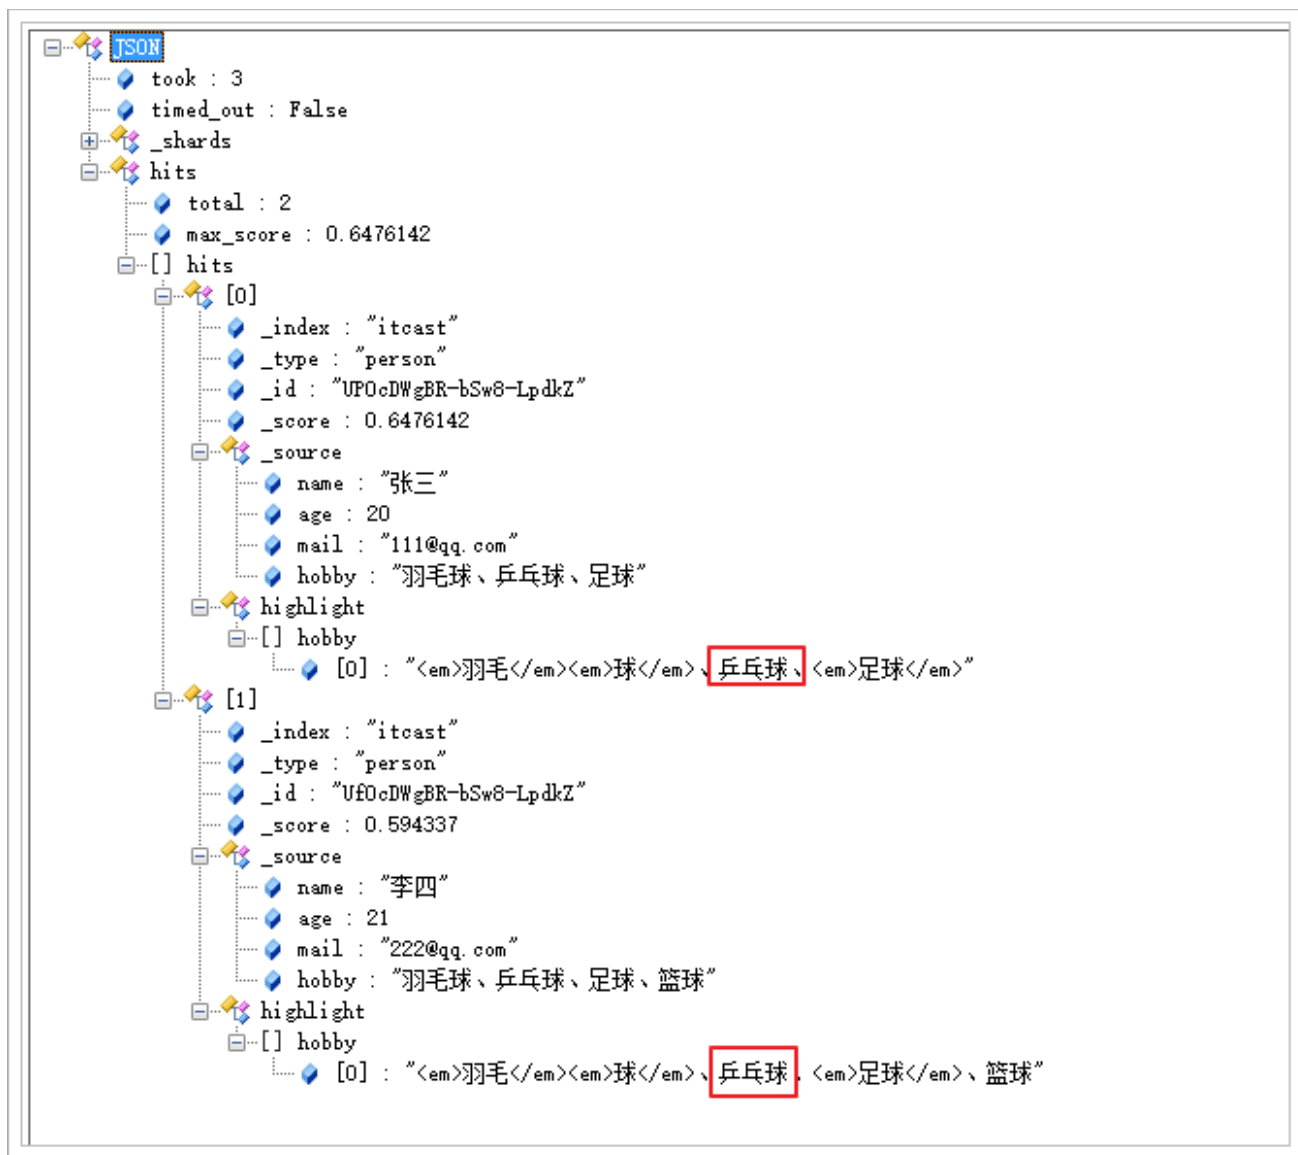 JSON
took : 3
timed_out : False
_shards
hits
total : 2
max_score : 0.6476142
[] hits
[0]
_index : "itcast"
_type : "person"
_id : "UPOcDWgBR-bSw8-LpdkZ"
_score : 0.6476142
_source
name : "张三"
age : 20
mail : "111@qq.com"
hobby : "羽毛球、乒乓球、足球"
highlight
[] hobby
[0] : "<em>羽毛</em><em>球</em>、乒乓球、<em>足球</em>"
[1]
_index : "itcast"
_type : "person"
_id : "UfOcDWgBR-bSw8-LpdkZ"
_score : 0.594337
_source
name : "李四"
age : 21
mail : "222@qq.com"
hobby : "羽毛球、乒乓球、足球、篮球"
highlight
[] hobby
[0] : "<em>羽毛</em><em>球</em>、乒乓球、<em>足球</em>、篮球"